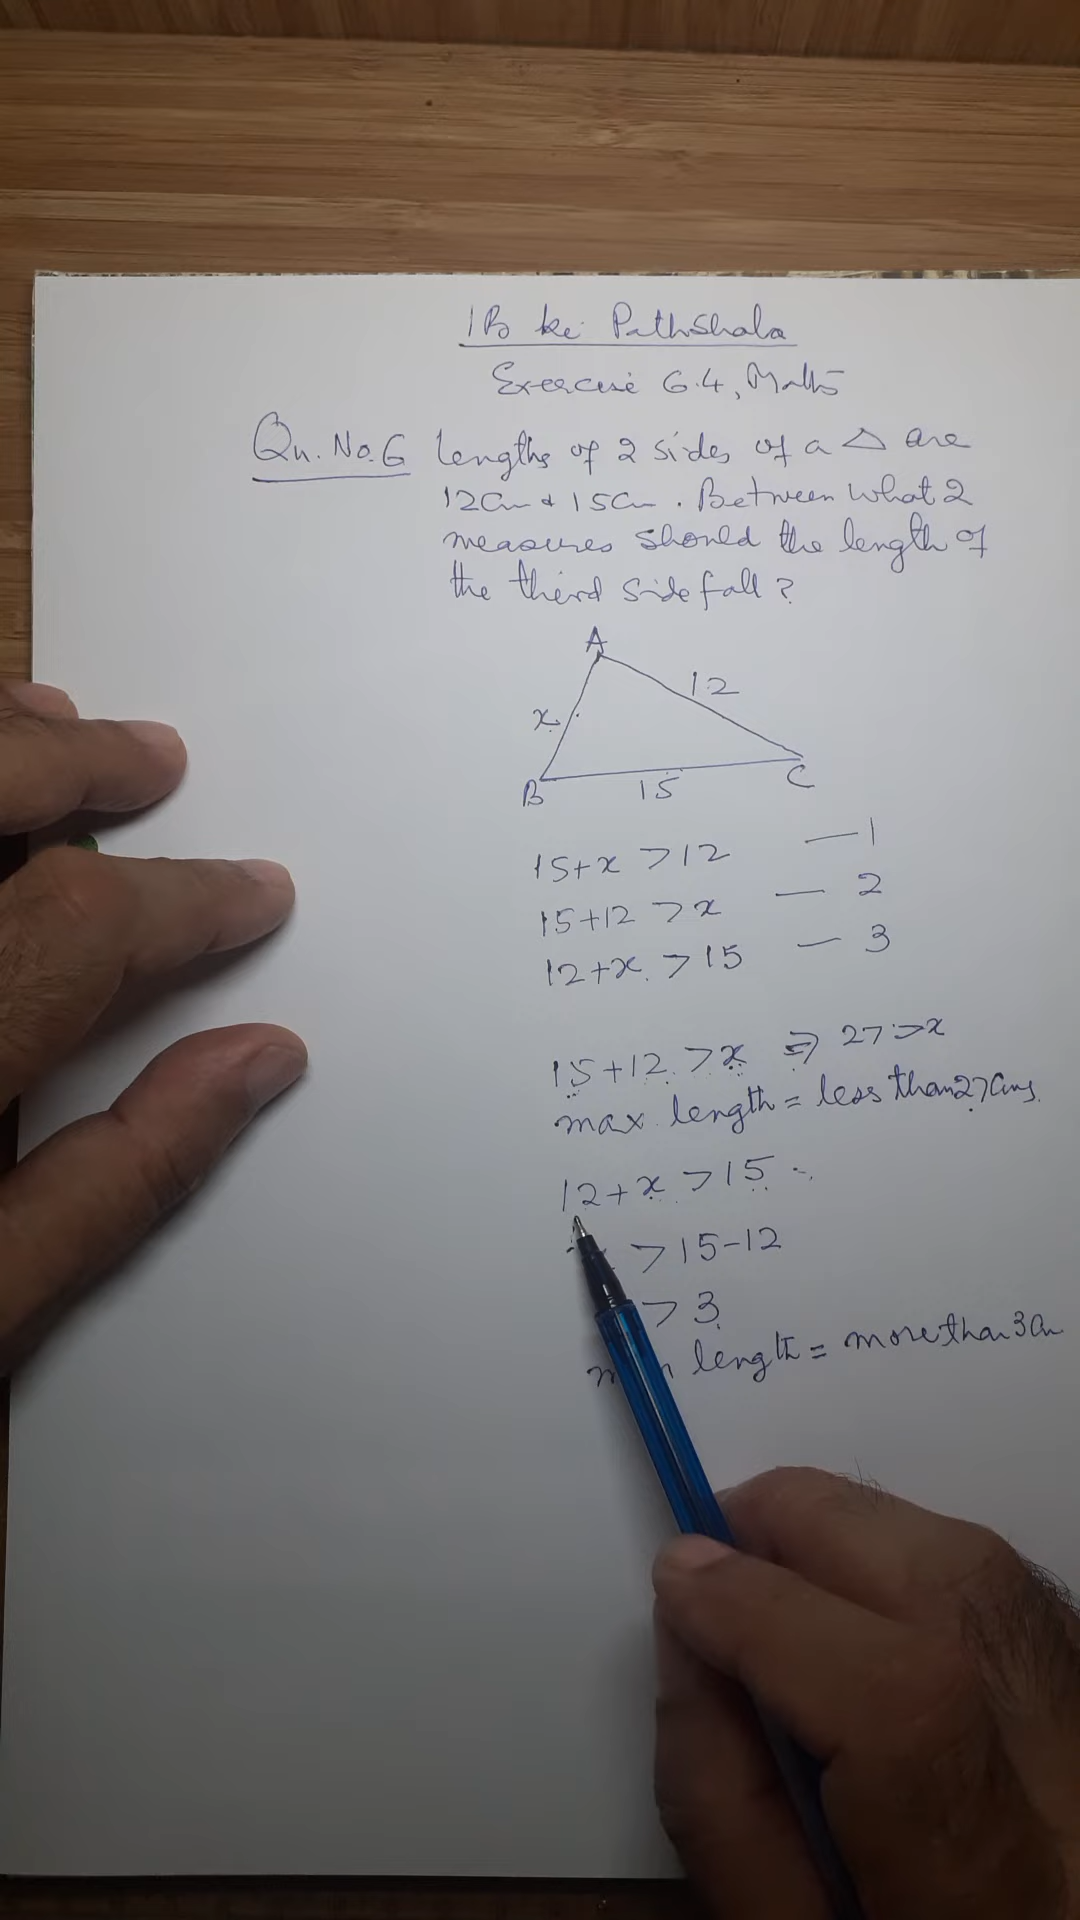 IB ki Pathshala
Exercise 6.4, Maths
Qn. No. 6 Lengths of 2 sides of a △ are
12cm & 15cm. Between what 2
measures should the length of
the third side fall?
A
x 12
B 15 C
15+x >12 — 1
15+12 >x — 2
12+x >15 — 3
15+12 >x ⇒ 27>x
max length = less than 27cms.
12+x >15
>15-12
> 3
length = more than 3cm